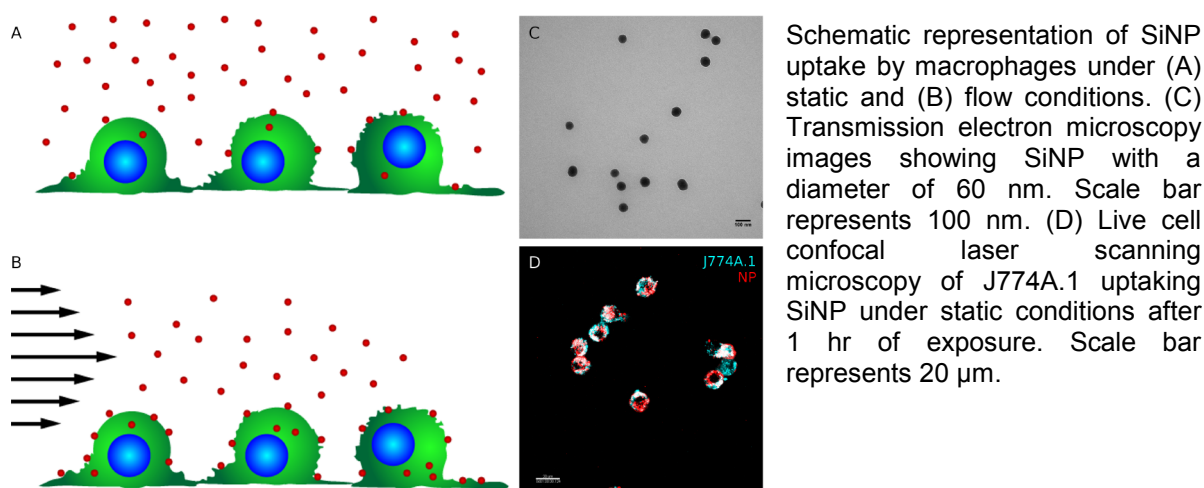 A
B
C
100 nm
D
J774A.1
NP
Schematic representation of SiNP
uptake by macrophages under (A)
static and (B) flow conditions. (C)
Transmission electron microscopy
images showing SiNP with a
diameter of 60 nm. Scale bar
represents 100 nm. (D) Live cell
confocal laser scanning
microscopy of J774A.1 uptaking
SiNP under static conditions after
1 hr of exposure. Scale bar
represents 20 µm.